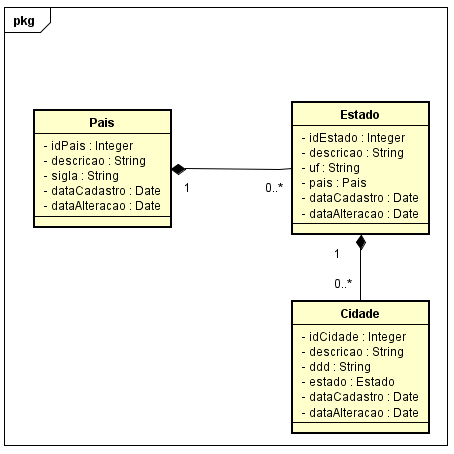 pkg
Pais
- idPais : Integer
- descricao : String
- sigla : String
- dataCadastro : Date
- dataAlteracao : Date
1
0..*
Estado
- idEstado : Integer
- descricao : String
- uf : String
- pais : Pais
- dataCadastro : Date
- dataAlteracao : Date
1
0..*
Cidade
- idCidade : Integer
- descricao : String
- ddd : String
- estado : Estado
- dataCadastro : Date
- dataAlteracao : Date